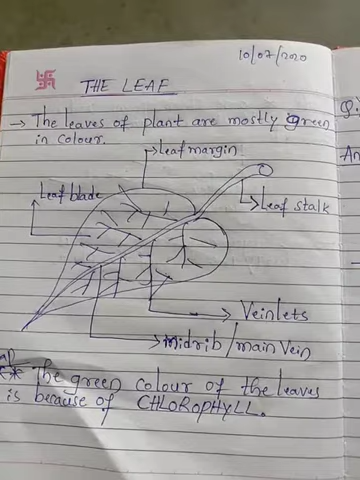 10/07/2020
THE LEAF
→ The leaves of plant are mostly green
in colour.
Leaf margin
Leaf blade
Leaf stalk
Veinlets
midrib/main Vein
** The green colour of the leaves
is because of CHLOROPHYLL.
Q.
An